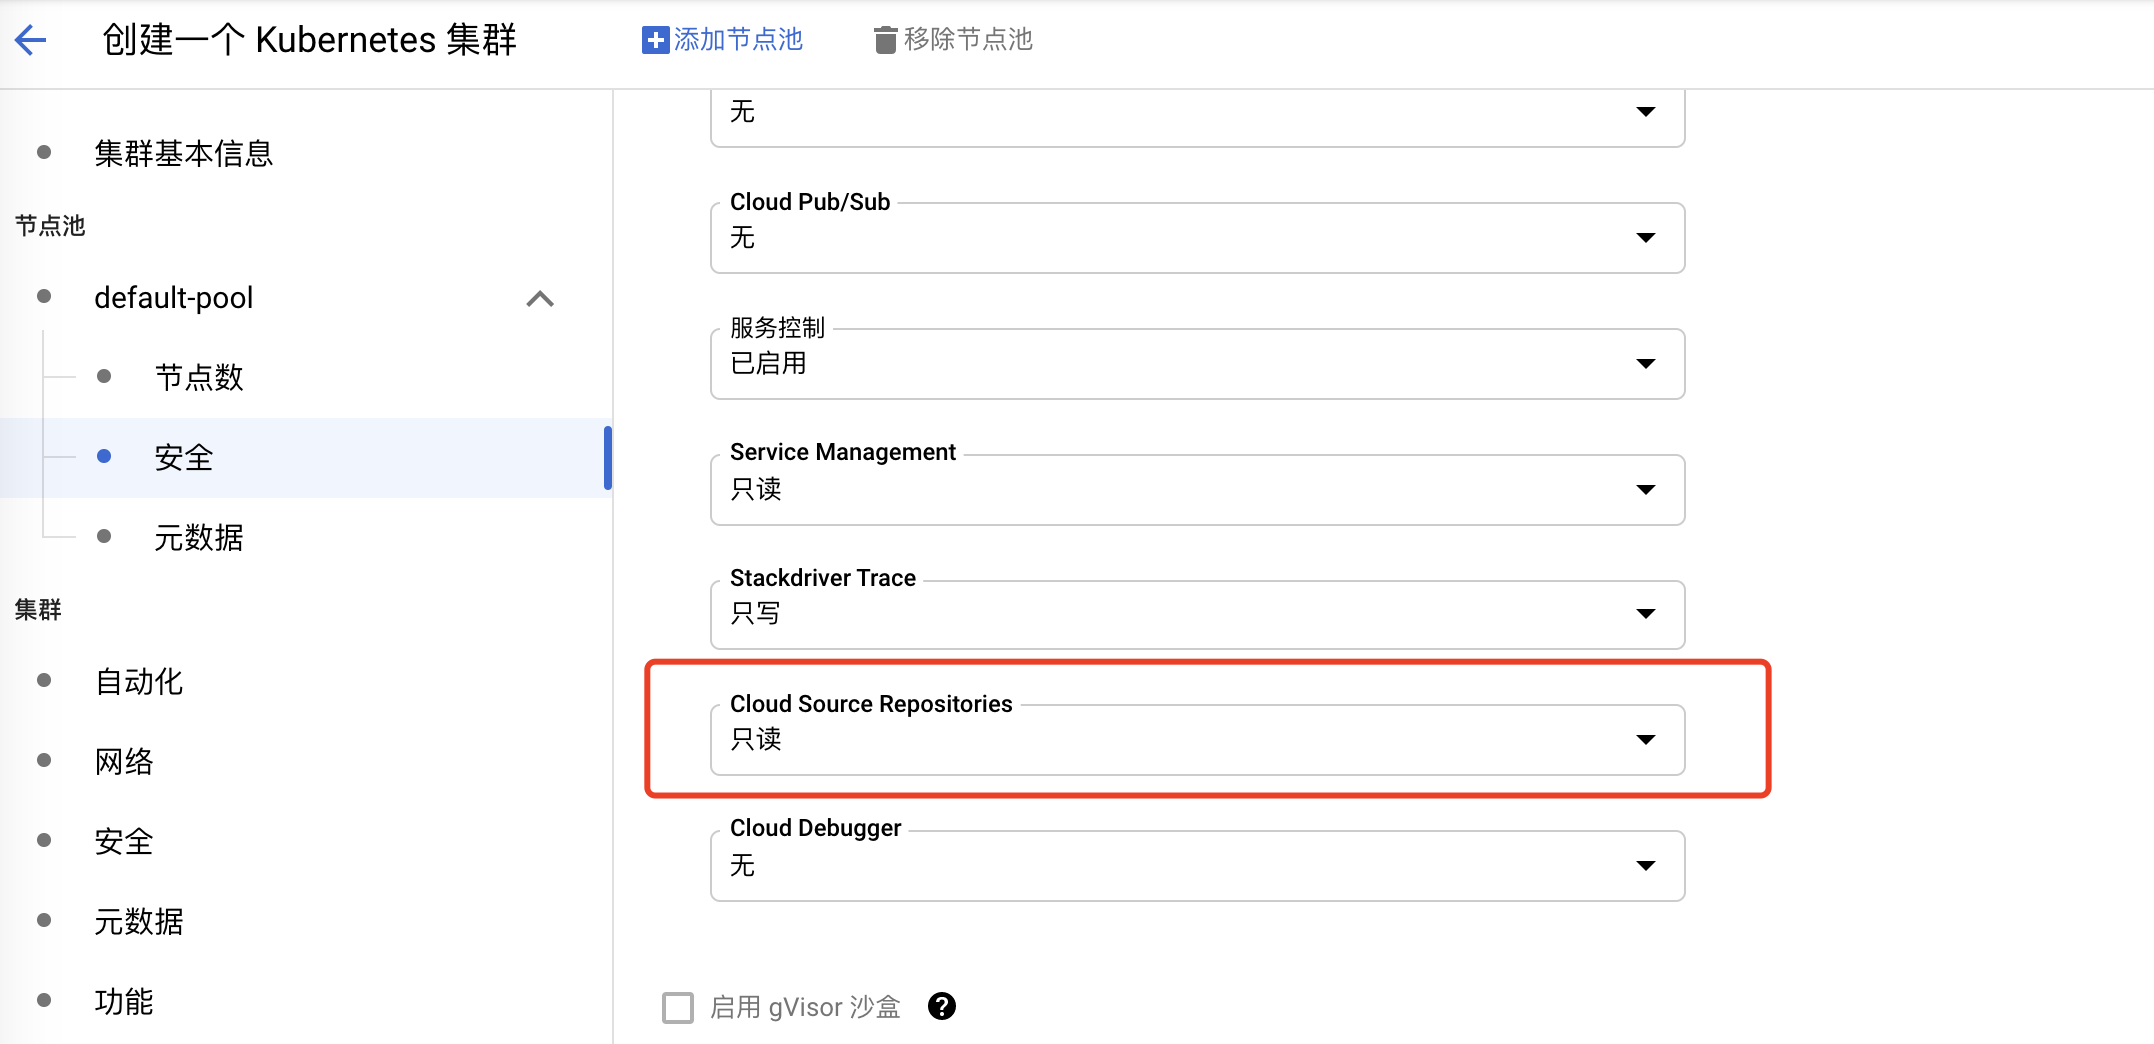 创建一个 Kubernetes 集群
添加节点池
移除节点池
集群基本信息
节点池
default-pool
节点数
安全
元数据
集群
自动化
网络
安全
元数据
功能
无
Cloud Pub/Sub
无
服务控制
已启用
Service Management
只读
Stackdriver Trace
只写
Cloud Source Repositories
只读
Cloud Debugger
无
启用 gVisor 沙盒